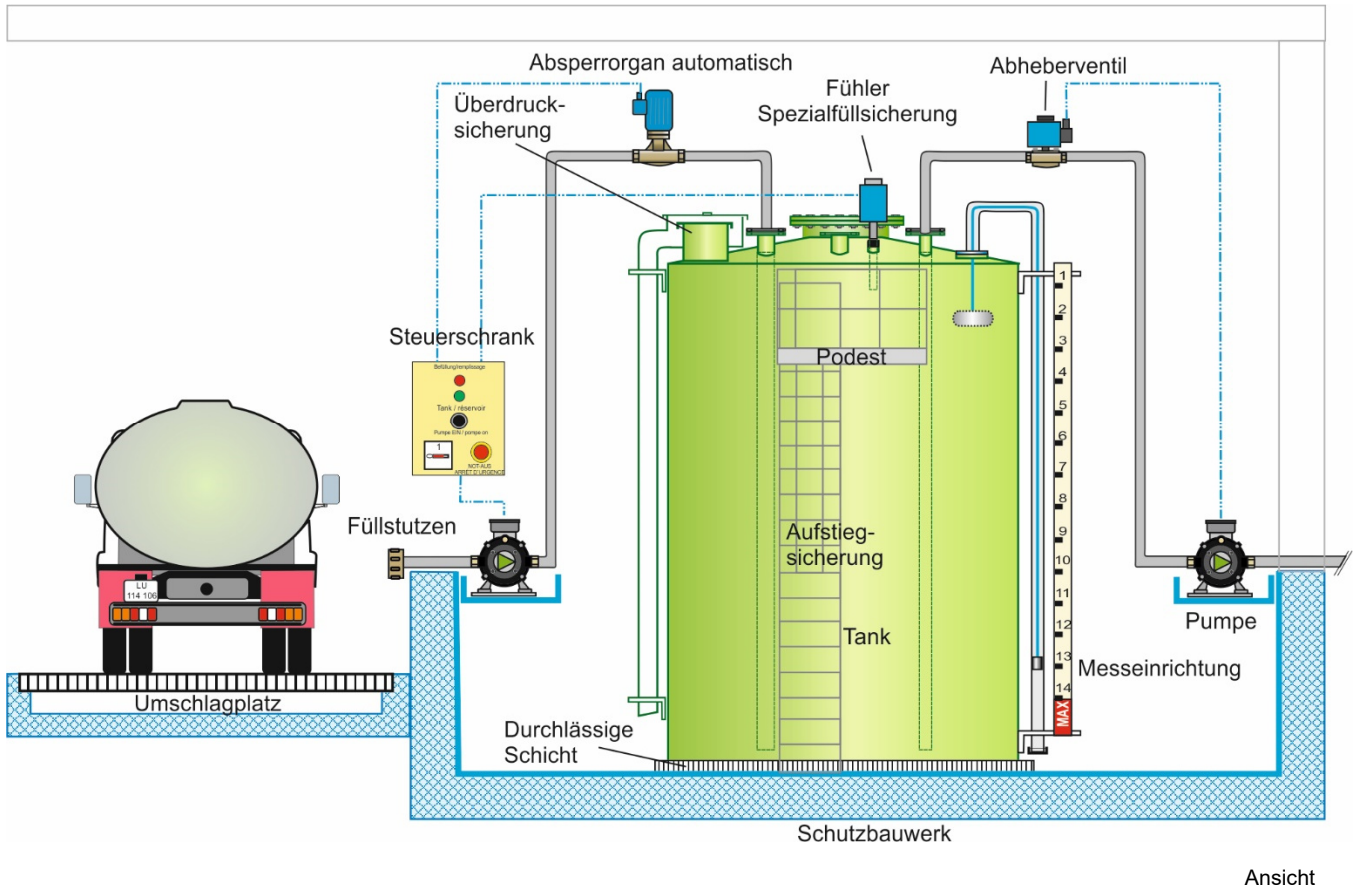 Absperrorgan automatisch
Abheberventil
Fühler
Spezialfüllsicherung
Überdruck-
sicherung
Steuerschrank
Befüllung/remplissage
Tank / réservoir
Pumpe EIN / pompe on
1
NOT-AUS
ARRÊT D'URGENCE
Podest
1
2
3
4
5
6
7
8
9
10
11
12
13
14
MAX
Füllstutzen
LU
114 106
Aufstieg-
sicherung
Tank
Pumpe
Messeinrichtung
Umschlagplatz
Durchlässige
Schicht
Schutzbauwerk
Ansicht